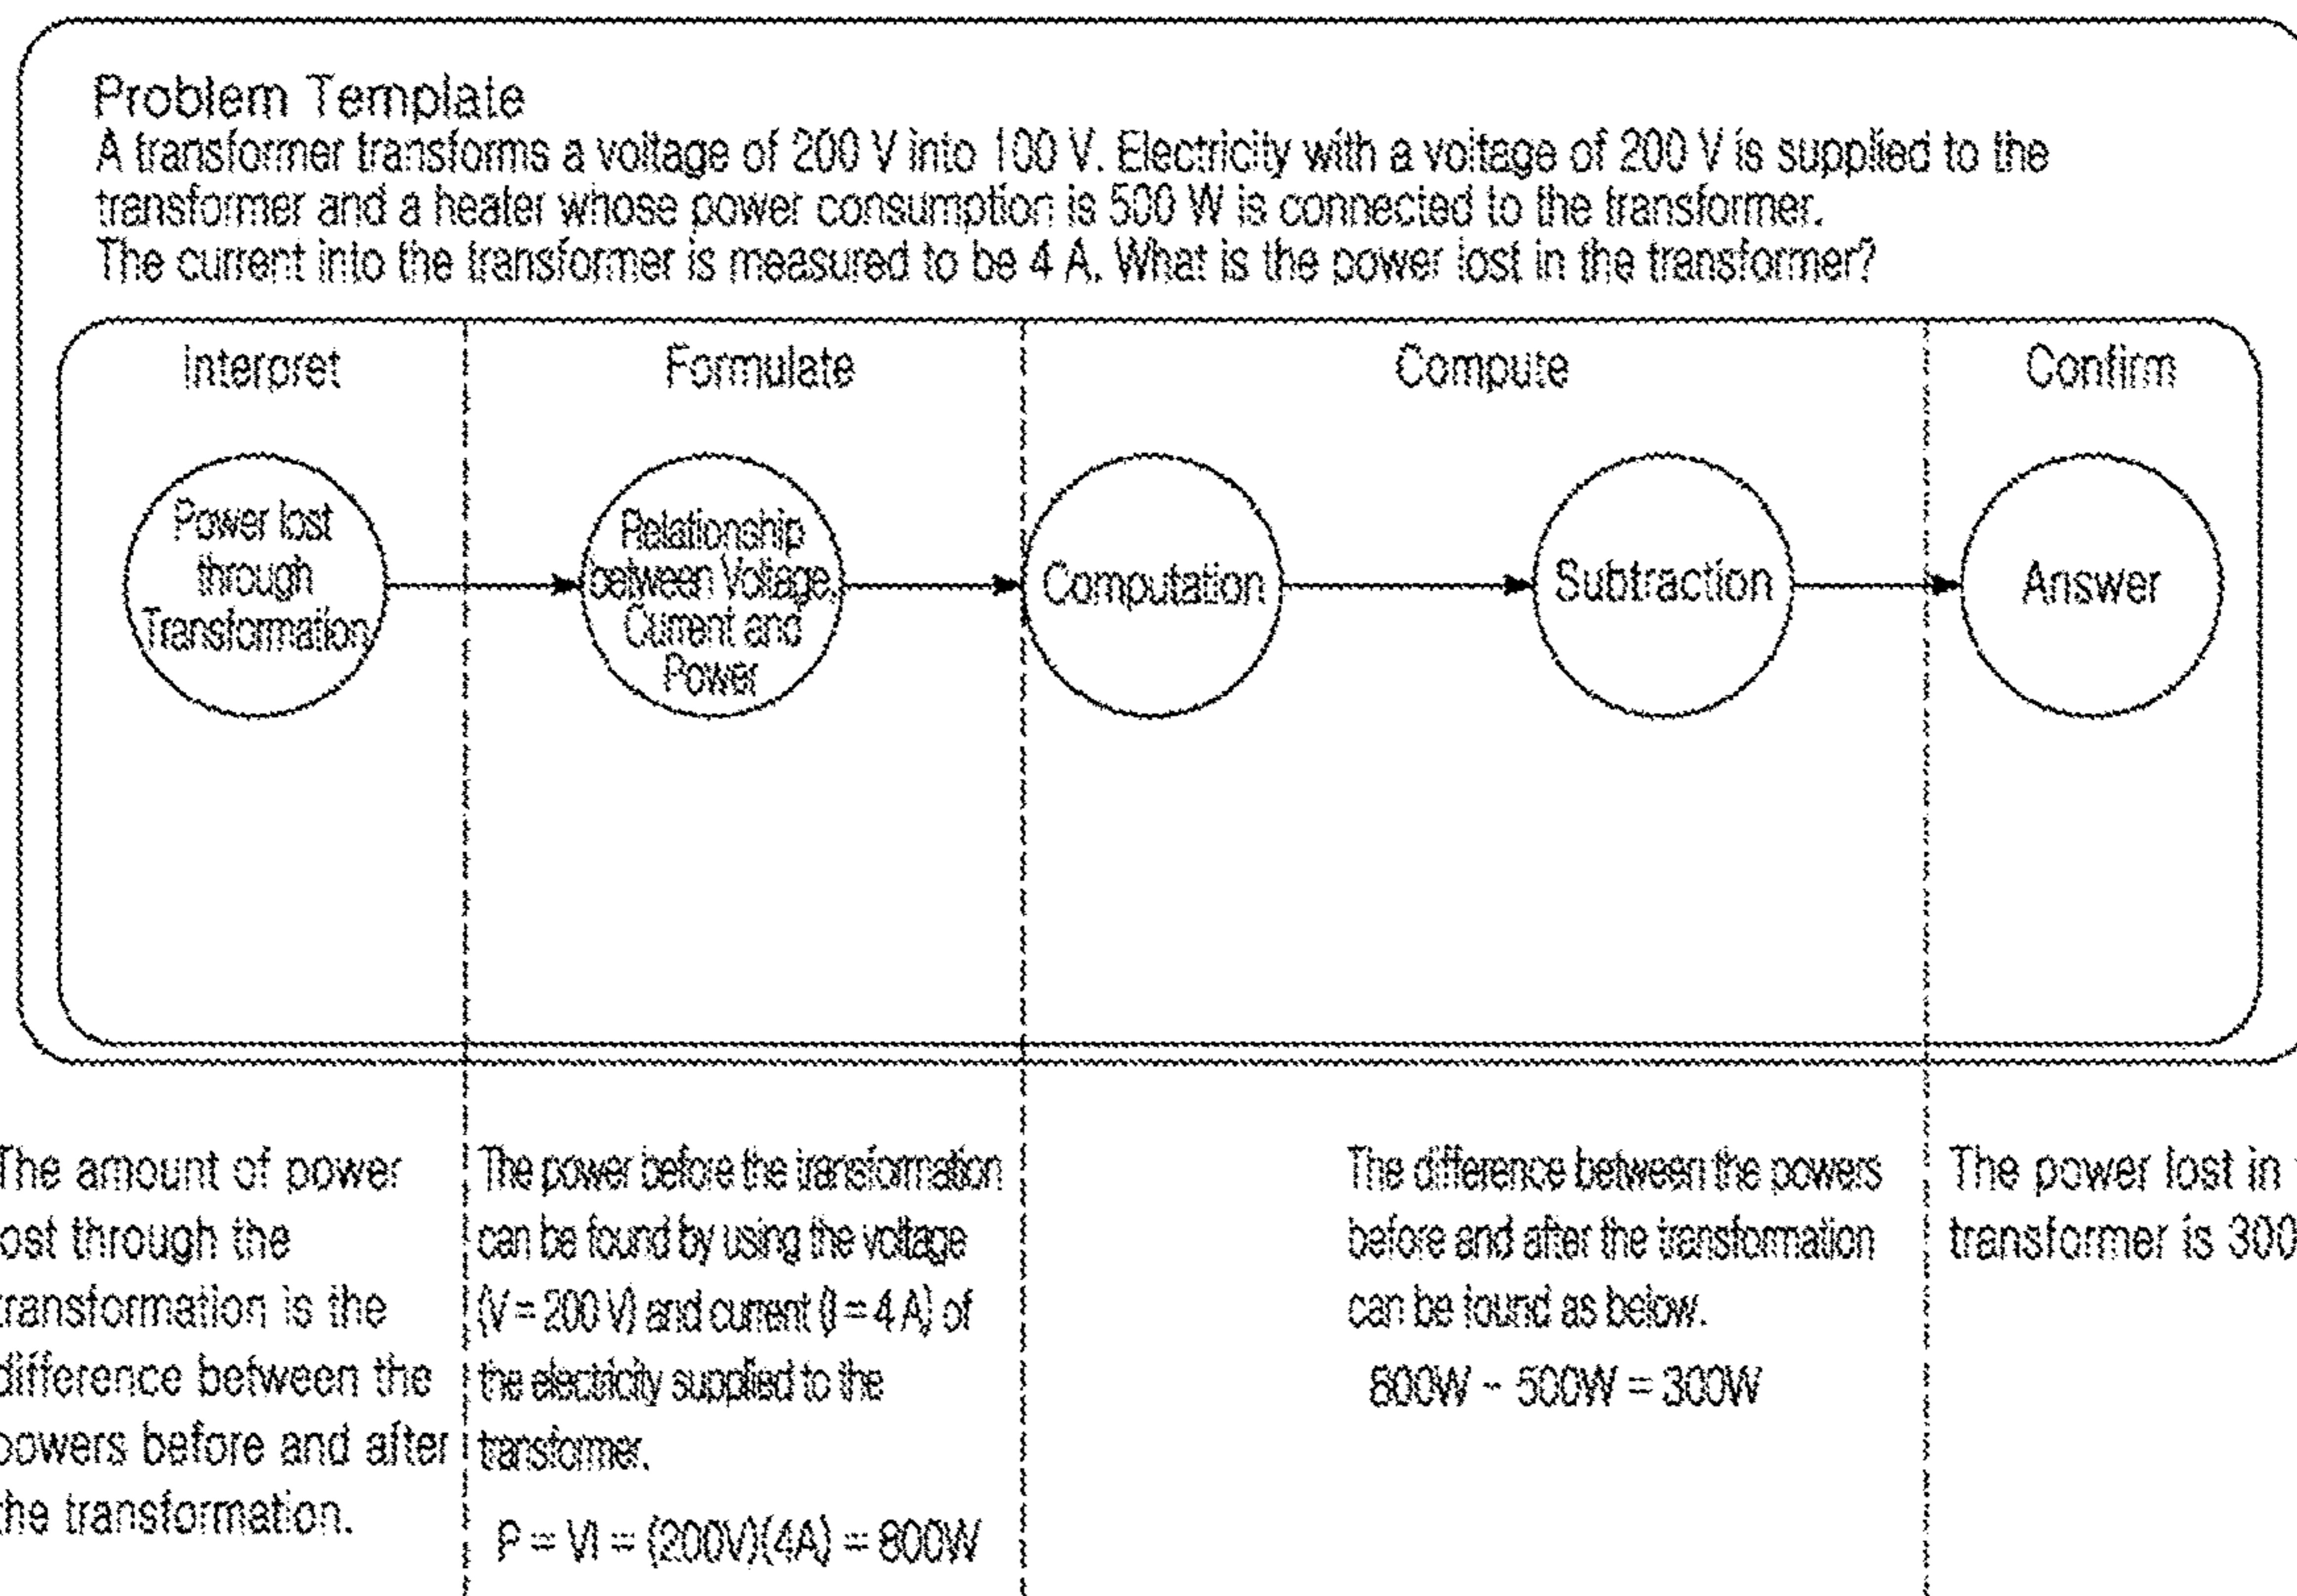 Problem Template
A transformer transforms a voltage of 200 V into 100 V. Electricity with a voltage of 200 V is supplied to the
transformer and a heater whose power consumption is 500 W is connected to the transformer.
The current into the transformer is measured to be 4 A. What is the power lost in the transformer?
Interpret
Formulate
Compute
Confirm
Power lost
through
Transformation
Relationship
between Voltage,
Current and
Power
Computation
Subtraction
Answer
The amount of power
lost through the
transformation is the
difference between the
powers before and after
the transformation.
The power before the transformation
can be found by using the voltage
(V = 200 V) and current (I = 4 A) of
the electricity supplied to the
transformer.
P = VI = (200V)(4A) = 800W
The difference between the powers
before and after the transformation
can be found as below.
800W - 500W = 300W
The power lost in
transformer is 300